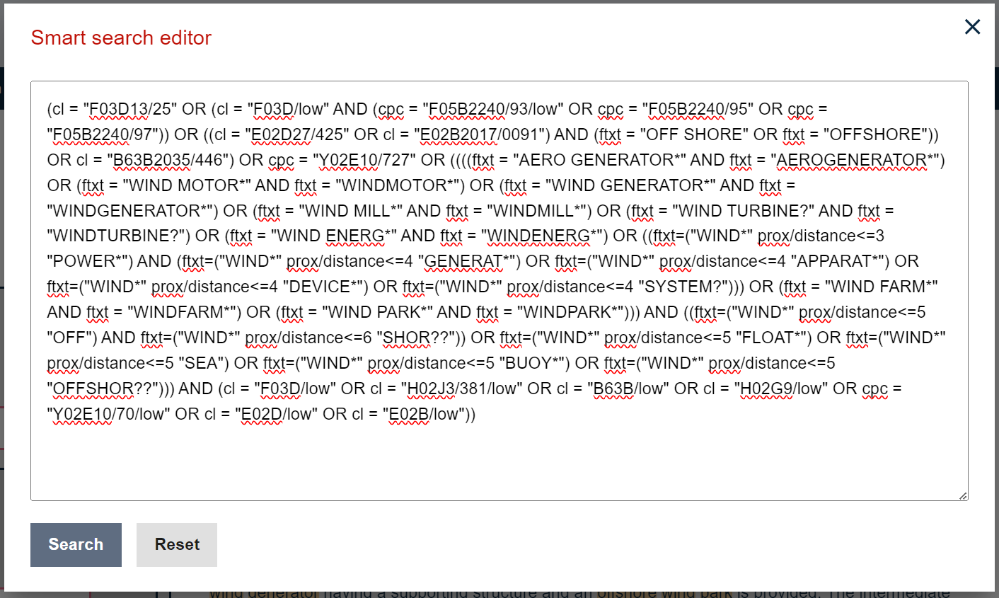 Smart search editor
(cl = "F03D13/25" OR (cl = "F03D/low" AND (cpc = "F05B2240/93/low" OR cpc = "F05B2240/95" OR cpc =
"F05B2240/97")) OR ((cl = "E02D27/425" OR cl = "E02B2017/0091") AND (ftxt = "OFF SHORE" OR ftxt = "OFFSHORE"))
OR cl = "B63B2035/446") OR cpc = "Y02E10/727" OR ((((ftxt = "AERO GENERATOR*" AND ftxt = "AEROGENERATOR*")
OR (ftxt = "WIND MOTOR*" AND ftxt = "WINDMOTOR*") OR (ftxt = "WIND GENERATOR*" AND ftxt =
"WINDGENERATOR*") OR (ftxt = "WIND MILL*" AND ftxt = "WINDMILL*") OR (ftxt = "WIND TURBINE?" AND ftxt =
"WINDTURBINE?") OR (ftxt = "WIND ENERG*" AND ftxt = "WINDENERG*") OR ((ftxt=("WIND*" prox/distance<=3
"POWER*") AND (ftxt=("WIND*" prox/distance<=4 "GENERAT*") OR ftxt=("WIND*" prox/distance<=4 "APPARAT*") OR
ftxt=("WIND*" prox/distance<=4 "DEVICE*") OR ftxt=("WIND*" prox/distance<=4 "SYSTEM?"))) OR (ftxt = "WIND FARM*"
AND ftxt = "WINDFARM*") OR (ftxt = "WIND PARK*" AND ftxt = "WINDPARK*"))) AND ((ftxt=("WIND*" prox/distance<=5
"OFF") AND ftxt=("WIND*" prox/distance<=6 "SHOR??")) OR ftxt=("WIND*" prox/distance<=5 "FLOAT*") OR ftxt=("WIND*"
prox/distance<=5 "SEA") OR ftxt=("WIND*" prox/distance<=5 "BUOY*") OR ftxt=("WIND*" prox/distance<=5
"OFFSHOR??"))) AND (cl = "F03D/low" OR cl = "H02J3/381/low" OR cl = "B63B/low" OR cl = "H02G9/low" OR cpc =
"Y02E10/70/low" OR cl = "E02D/low" OR cl = "E02B/low"))
Search Reset
wind generator having a supporting structure and an offshore wind park is provided. The intermediate